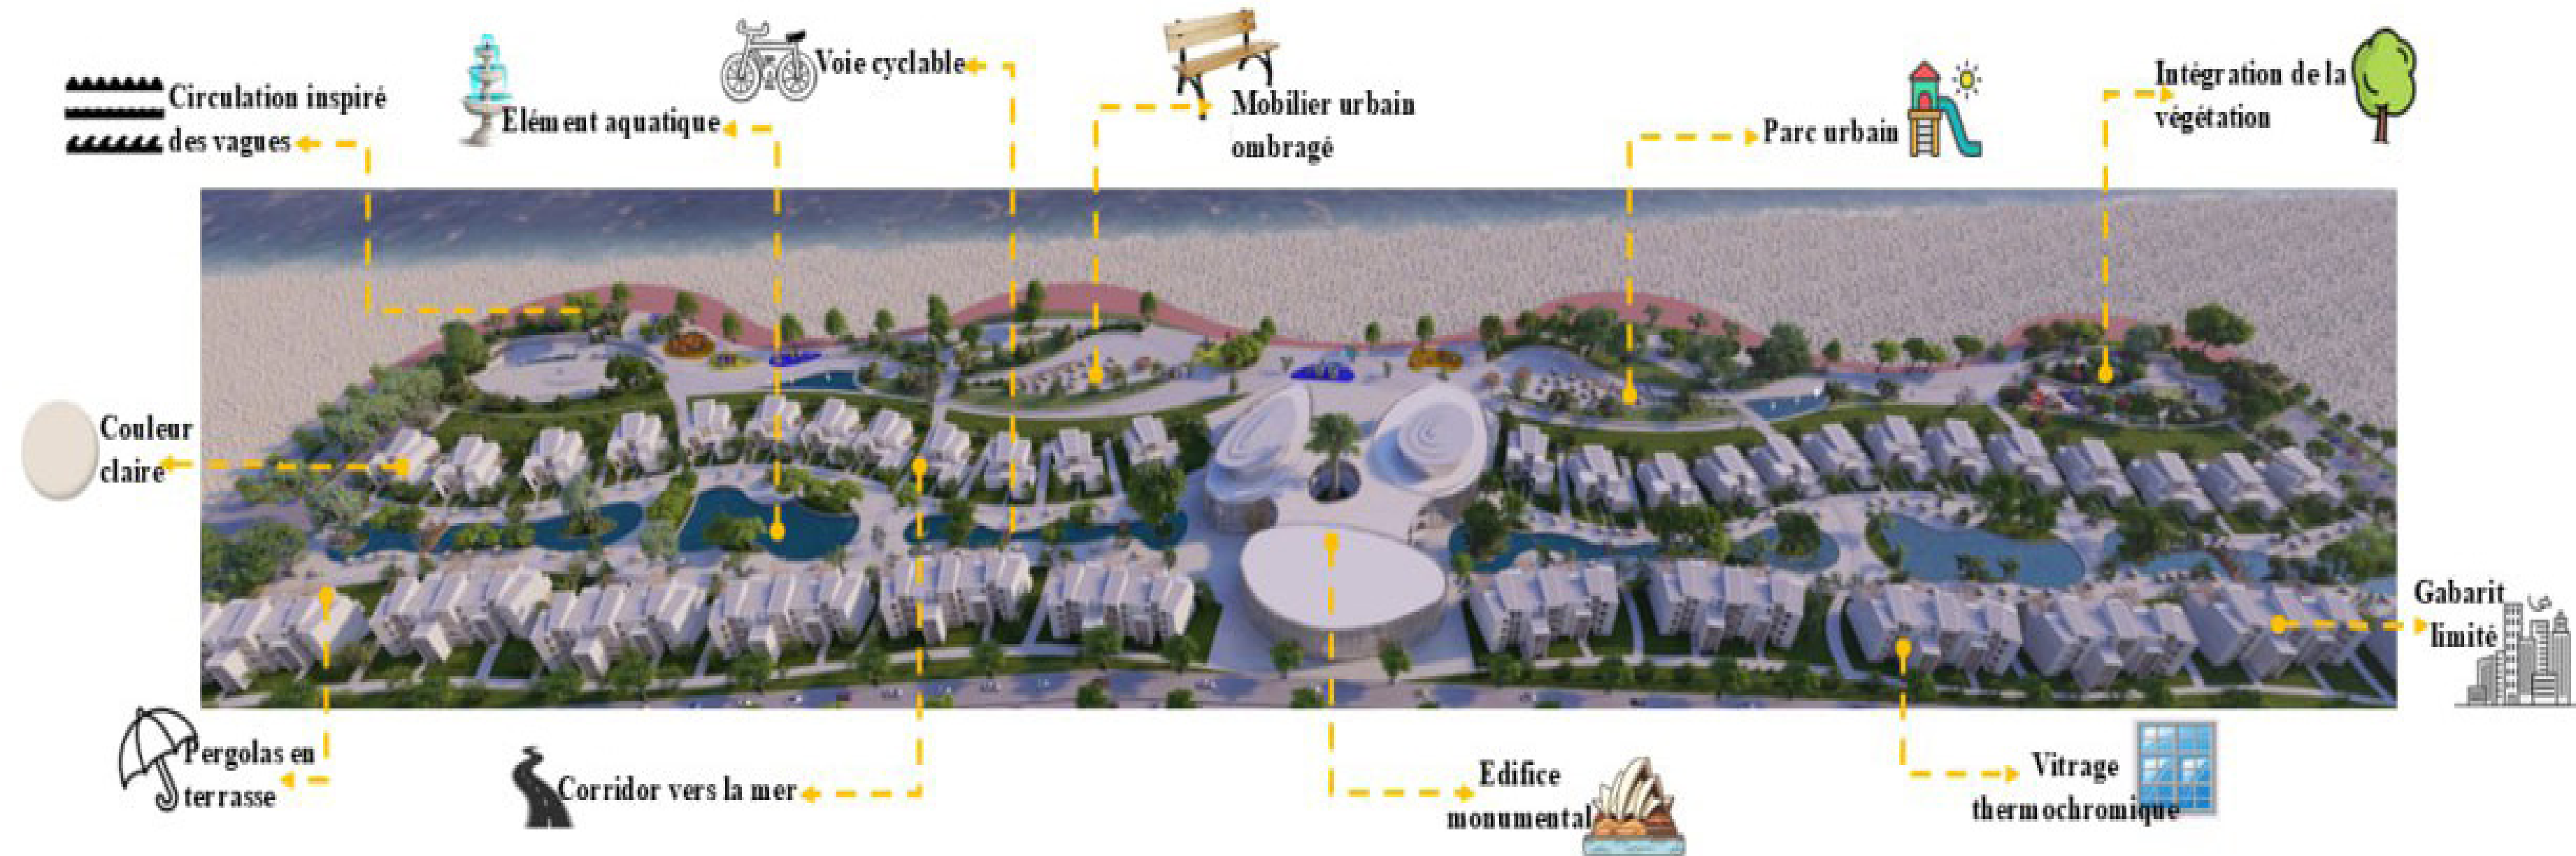 Circulation inspiré
des vagues
Elément aquatique
Voie cyclable
Mobilier urbain
ombragé
Parc urbain
Intégration de la
végétation
Couleur
claire
Gabarit
limité
Pergolas en
terrasse
Corridor vers la mer
Edifice
monumental
Vitrage
thermochromique